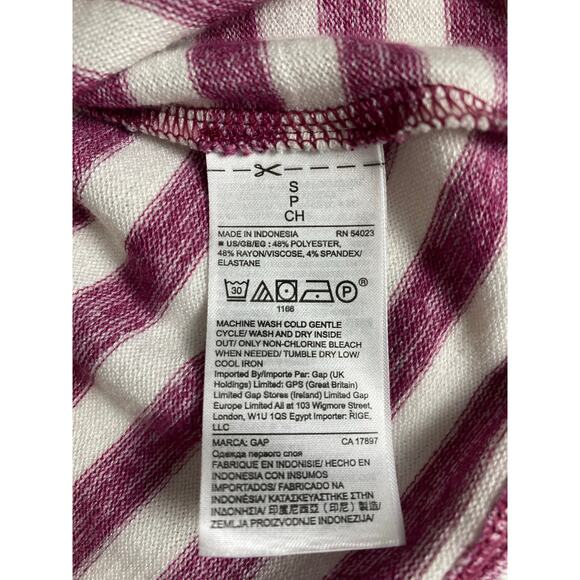 S
P
CH
MADE IN INDONESIA RN 54023
■ US/GB/EG : 48% POLYESTER,
48% RAYON/VISCOSE, 4% SPANDEX/
ELASTANE
30 P ®
1166
MACHINE WASH COLD GENTLE
CYCLE/ WASH AND DRY INSIDE
OUT/ ONLY NON-CHLORINE BLEACH
WHEN NEEDED/ TUMBLE DRY LOW/
COOL IRON
Imported By/Importe Par: Gap (UK
Holdings) Limited: GPS (Great Britain)
Limited Gap Stores (Ireland) Limited Gap
Europe Limited All at 103 Wigmore Street,
London, W1U 1QS Egypt Importer: RIGE,
LLC
MARCA: GAP CA 17897
Одежда первого слоя
FABRIQUE EN INDONISIE/ HECHO EN
INDONESIA CON INSUMOS
IMPORTADOS/ FABRICADO NA
INDONÉSIA/ ΚΑΤΑΣΚΕΥΑΣΤΗΚΕ ΣΤΗΝ
ΙΝΔΟΝΗΣΙΑ/ 印度尼西亞 (印尼) 製造/
ZEMLJA PROIZVODNJE INDONEZIJA/